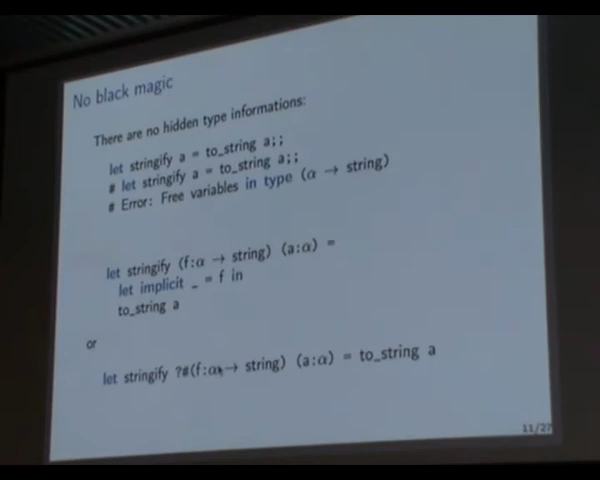 No black magic
There are no hidden type informations:
let stringify a = to_string a;;
# let stringify a = to_string a;;
# Error: Free variables in type (α → string)
let stringify (f:α → string) (a:α) =
let implicit _ = f in
to_string a
or
let stringify ?#(f:α → string) (a:α) = to_string a
11/27